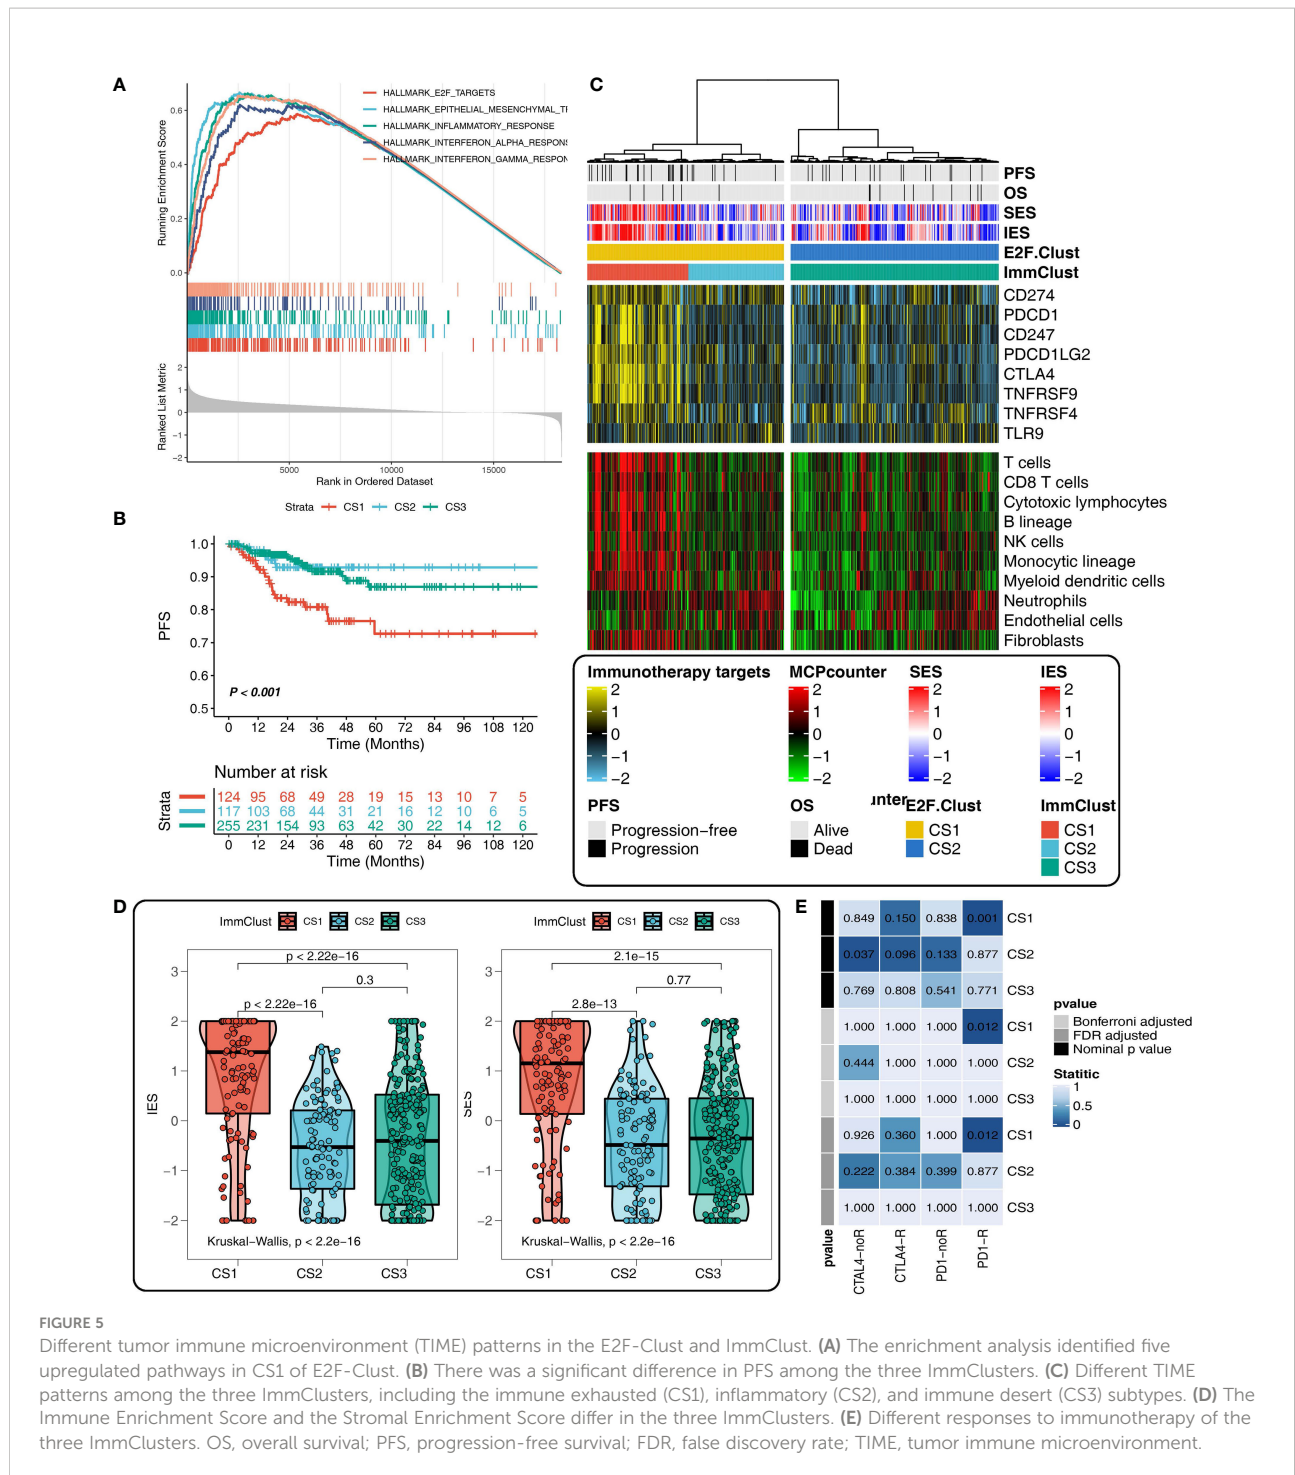 A
HALLMARK_E2F_TARGETS
HALLMARK_EPITHELIAL_MESENCHYMAL_TI
HALLMARK_INFLAMMATORY_RESPONSE
HALLMARK_INTERFERON_ALPHA_RESPONS
HALLMARK_INTERFERON_GAMMA_RESPON
Running Enrichment Score
0.6
0.4
0.2
0.0
Ranked List Metric
2
1
0
−1
−2
5000 10000 15000
Rank in Ordered Dataset
B
Strata CS1 CS2 CS3
PFS
1.0
0.9
0.8
0.7
0.6
0.5
P < 0.001
0 12 24 36 48 60 72 84 96 108 120
Time (Months)
Number at risk
Strata
124 95 68 49 28 19 15 13 10 7 5
117 103 68 44 31 21 16 12 10 6 5
255 231 154 93 63 42 30 22 14 12 6
0 12 24 36 48 60 72 84 96 108 120
Time (Months)
C
PFS
OS
SES
IES
E2F.Clust
ImmClust
CD274
PDCD1
CD247
PDCD1LG2
CTLA4
TNFRSF9
TNFRSF4
TLR9
T cells
CD8 T cells
Cytotoxic lymphocytes
B lineage
NK cells
Monocytic lineage
Myeloid dendritic cells
Neutrophils
Endothelial cells
Fibroblasts
Immunotherapy targets MCPcounter SES IES
2 2 2 2
1 1 1 1
0 0 0 0
−1 −1 −1 −1
−2 −2 −2 −2
PFS OS unter E2F.Clust ImmClust
Progression−free Alive CS1 CS1
Progression Dead CS2 CS2
CS3
D
ImmClust CS1 CS2 CS3
IES
3
2
1
0
−1
−2
p < 2.22e−16
0.3
p < 2.22e−16
Kruskal−Wallis, p < 2.2e−16
CS1 CS2 CS3
ImmClust CS1 CS2 CS3
SES
3
2
1
0
−1
−2
2.1e−15
0.77
2.8e−13
Kruskal−Wallis, p < 2.2e−16
CS1 CS2 CS3
E
0.849 0.150 0.838 0.001 CS1
0.037 0.096 0.133 0.877 CS2
0.769 0.808 0.541 0.771 CS3
1.000 1.000 1.000 0.012 CS1
0.444 1.000 1.000 1.000 CS2
1.000 1.000 1.000 1.000 CS3
0.926 0.360 1.000 0.012 CS1
0.222 0.384 0.399 0.877 CS2
1.000 1.000 1.000 1.000 CS3
pvalue
CTAL4−noR
CTLA4−R
PD1−noR
PD1−R
pvalue
Bonferroni adjusted
FDR adjusted
Nominal p value
Statitic
1
0.5
0
FIGURE 5
Different tumor immune microenvironment (TIME) patterns in the E2F-Clust and ImmClust. (A) The enrichment analysis identified five
upregulated pathways in CS1 of E2F-Clust. (B) There was a significant difference in PFS among the three ImmClusters. (C) Different TIME
patterns among the three ImmClusters, including the immune exhausted (CS1), inflammatory (CS2), and immune desert (CS3) subtypes. (D) The
Immune Enrichment Score and the Stromal Enrichment Score differ in the three ImmClusters. (E) Different responses to immunotherapy of the
three ImmClusters. OS, overall survival; PFS, progression-free survival; FDR, false discovery rate; TIME, tumor immune microenvironment.